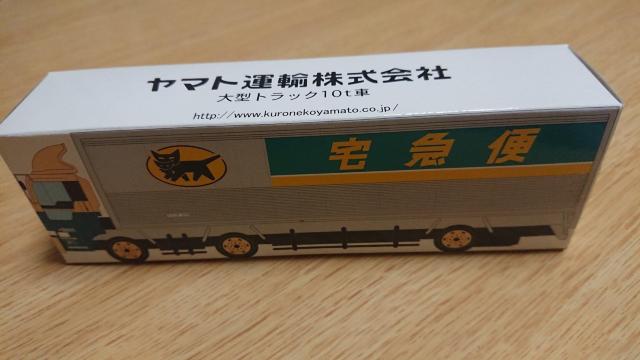 ヤマト運輸株式会社
大型トラック10t車
http://www.kuronekoyamato.co.jp/
宅急便